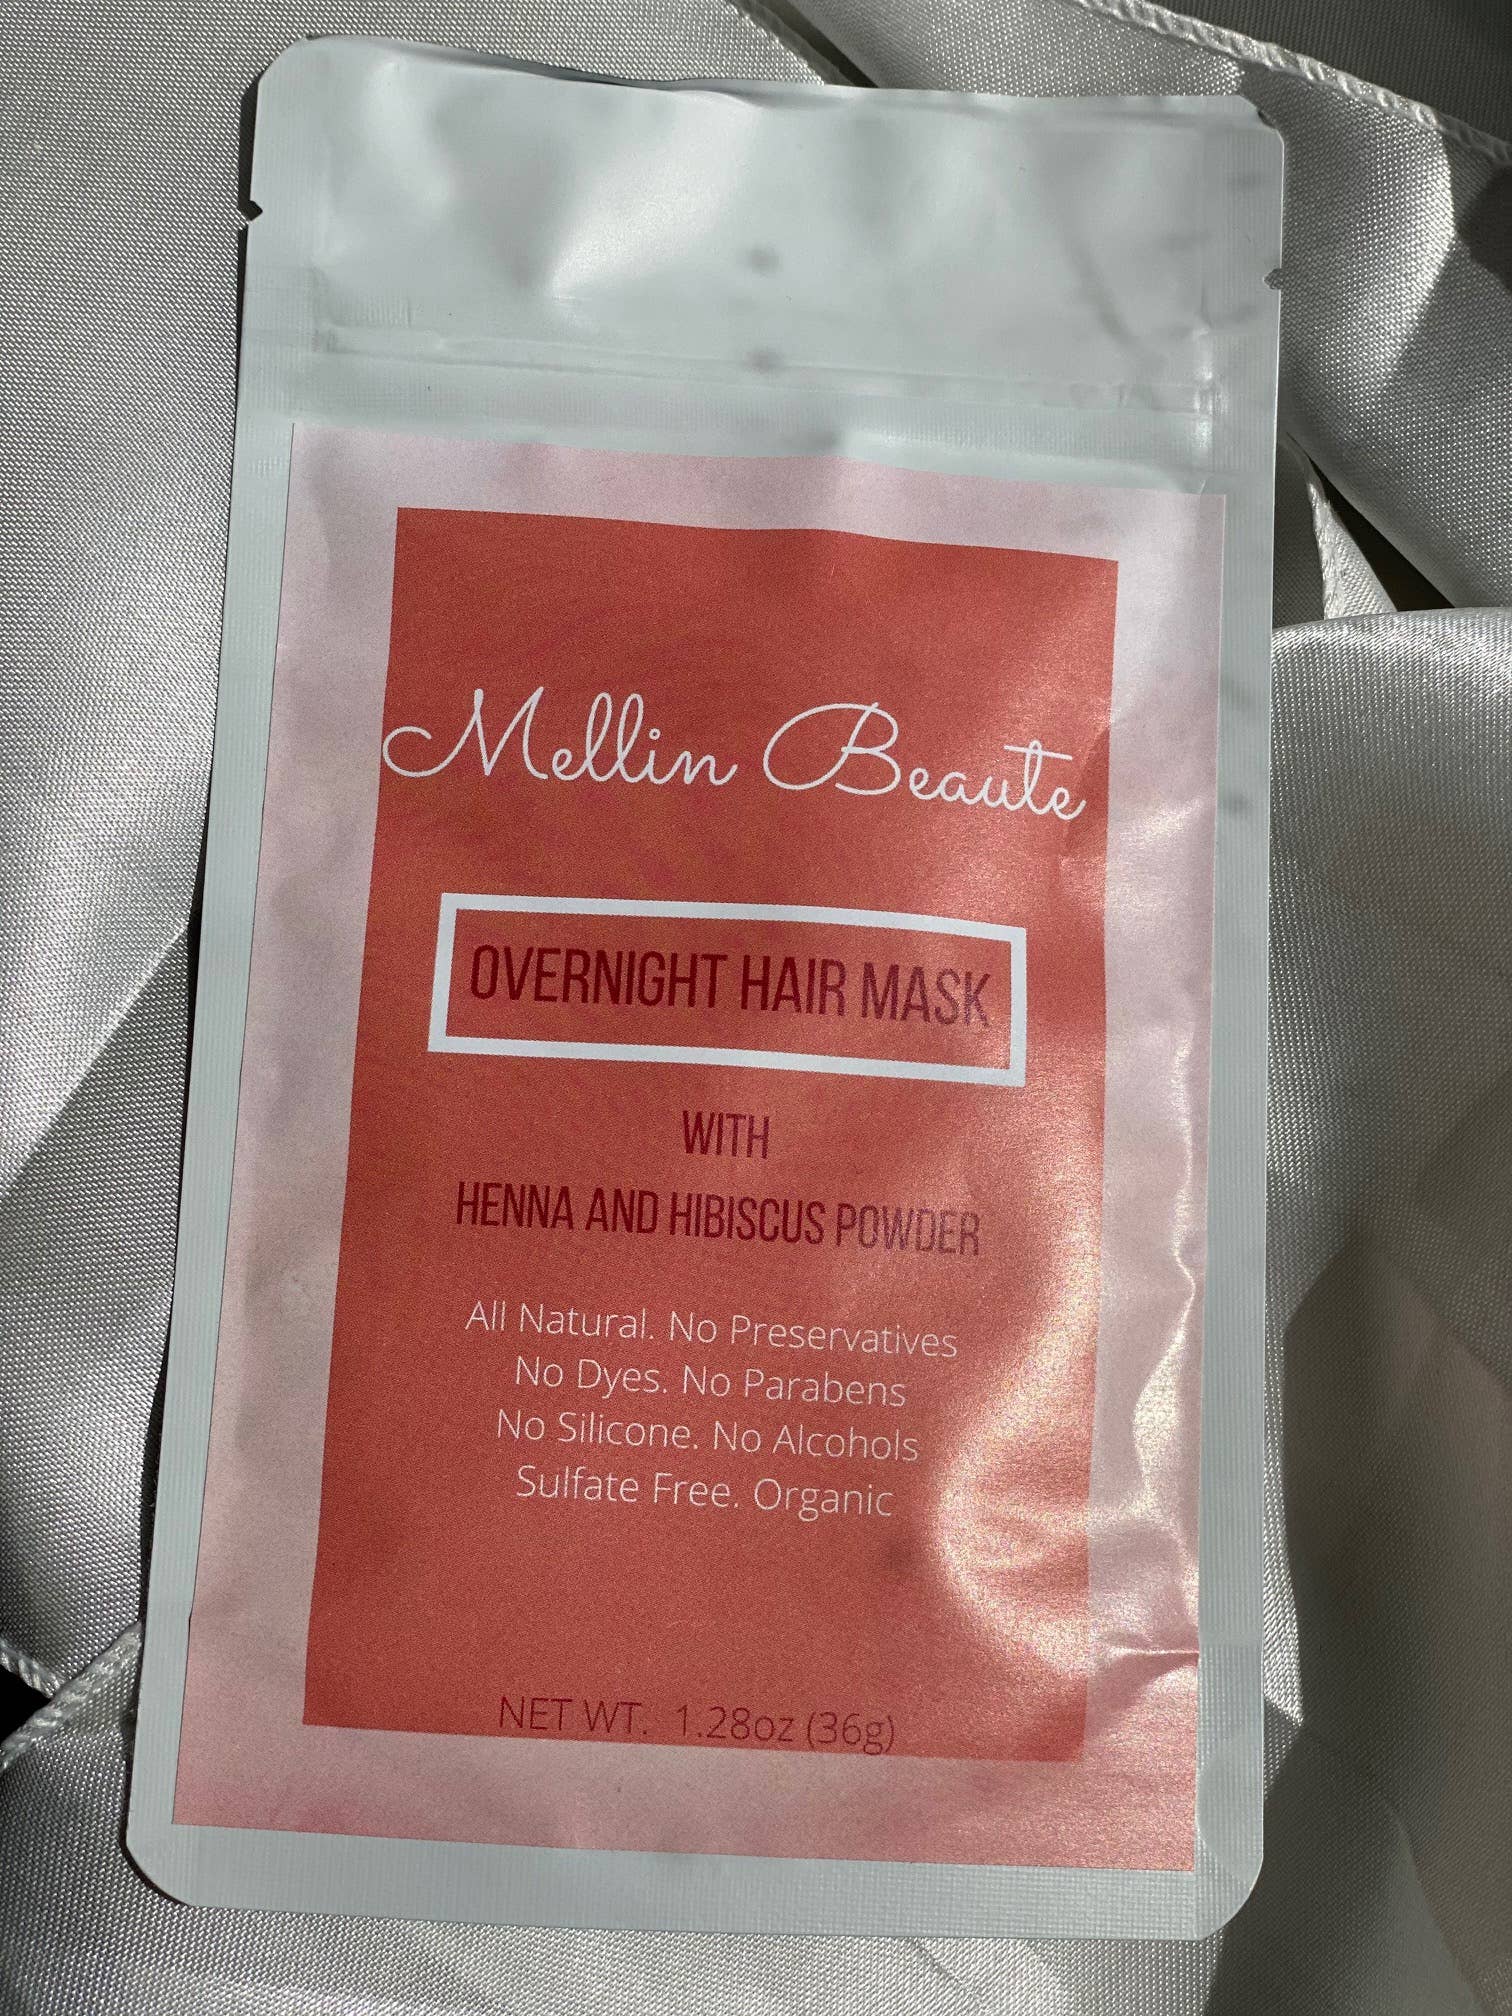 Mellin Beaute
OVERNIGHT HAIR MASK
WITH
HENNA AND HIBISCUS POWDER
All Natural. No Preservatives
No Dyes. No Parabens
No Silicone. No Alcohols
Sulfate Free. Organic
NET WT. 1.28oz (36g)